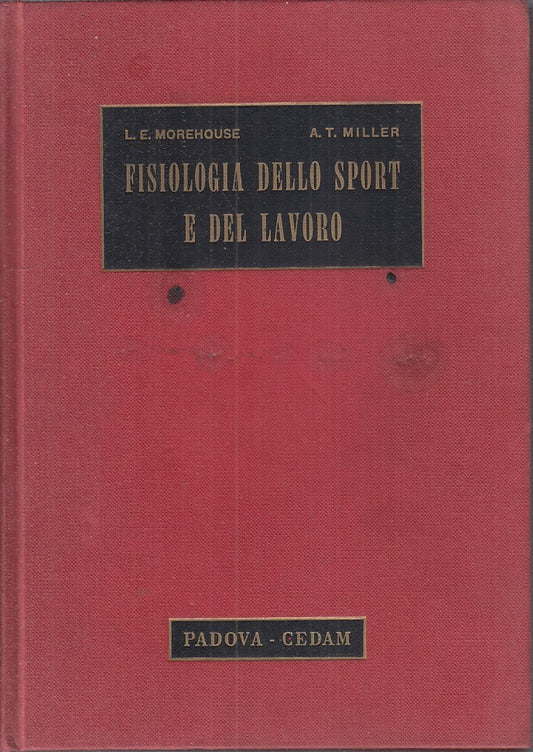 L. E. MOREHOUSE A. T. MILLER
FISIOLOGIA DELLO SPORT
E DEL LAVORO
PADOVA - CEDAM